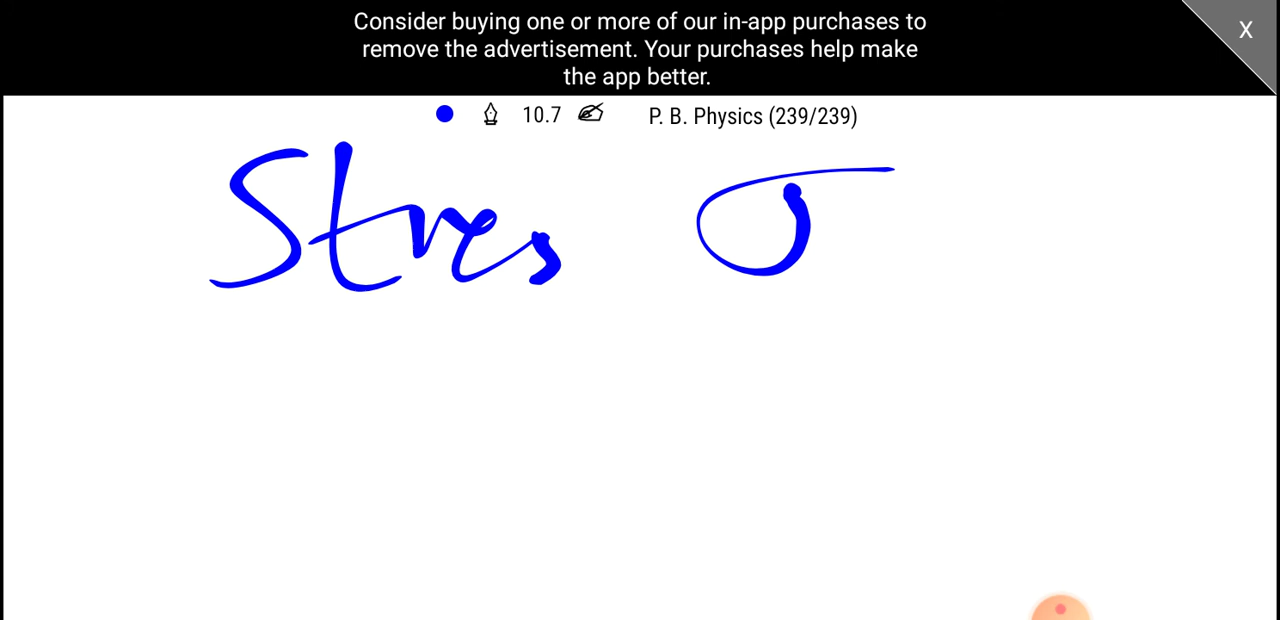 Consider buying one or more of our in-app purchases to
remove the advertisement. Your purchases help make
the app better.
X
10.7 P. B. Physics (239/239)
Stres σ